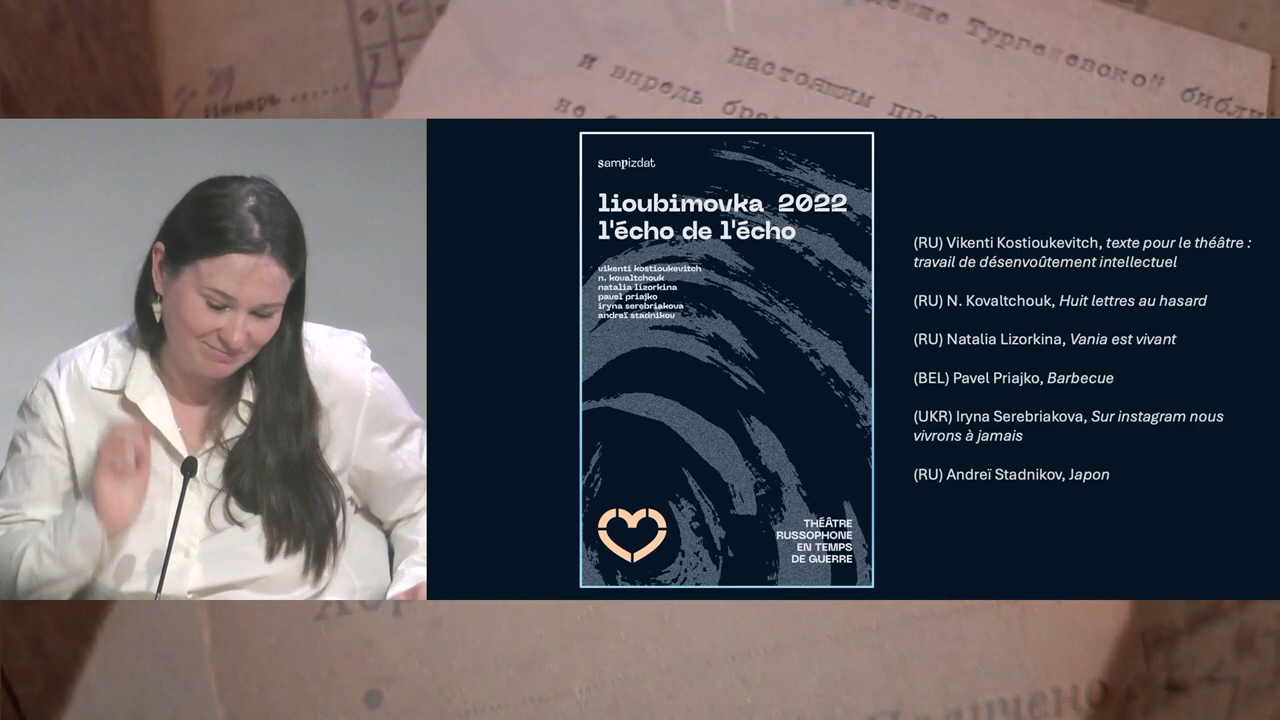 Тургеневской
Настоящим
и впредь
не
Январь
sampizdat
lioubimovka 2022
l'écho de l'écho
vikenti kostioukevitch
n. kovaltchouk
natalia lizorkina
pavel priajko
iryna serebriakova
andreï stadnikov
THÉÂTRE
RUSSOPHONE
EN TEMPS
DE GUERRE
(RU) Vikenti Kostioukevitch, texte pour le théâtre :
travail de désenvoûtement intellectuel
(RU) N. Kovaltchouk, Huit lettres au hasard
(RU) Natalia Lizorkina, Vania est vivant
(BEL) Pavel Priajko, Barbecue
(UKR) Iryna Serebriakova, Sur instagram nous
vivrons à jamais
(RU) Andreï Stadnikov, Japon